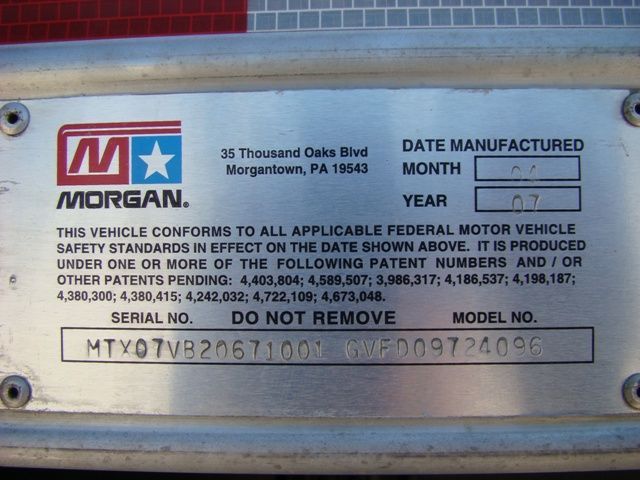 M
MORGAN®
35 Thousand Oaks Blvd
Morgantown, PA 19543
DATE MANUFACTURED
MONTH 04
YEAR 07
THIS VEHICLE CONFORMS TO ALL APPLICABLE FEDERAL MOTOR VEHICLE
SAFETY STANDARDS IN EFFECT ON THE DATE SHOWN ABOVE. IT IS PRODUCED
UNDER ONE OR MORE OF THE FOLLOWING PATENT NUMBERS AND / OR
OTHER PATENTS PENDING: 4,403,804; 4,589,507; 3,986,317; 4,186,537; 4,198,187;
4,380,300; 4,380,415; 4,242,032; 4,722,109; 4,673,048.
SERIAL NO. DO NOT REMOVE MODEL NO.
MTX07VB20671001 GVFD09724096